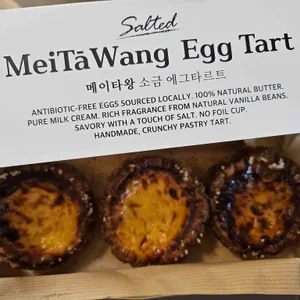 Salted
MeiTāWang Egg Tart
메이타왕 소금 에그타르트
ANTIBIOTIC-FREE EGGS SOURCED LOCALLY. 100% NATURAL BUTTER.
PURE MILK CREAM. RICH FRAGRANCE FROM NATURAL VANILLA BEANS.
SAVORY WITH A TOUCH OF SALT. NO FOIL CUP.
HANDMADE, CRUNCHY PASTRY TART.